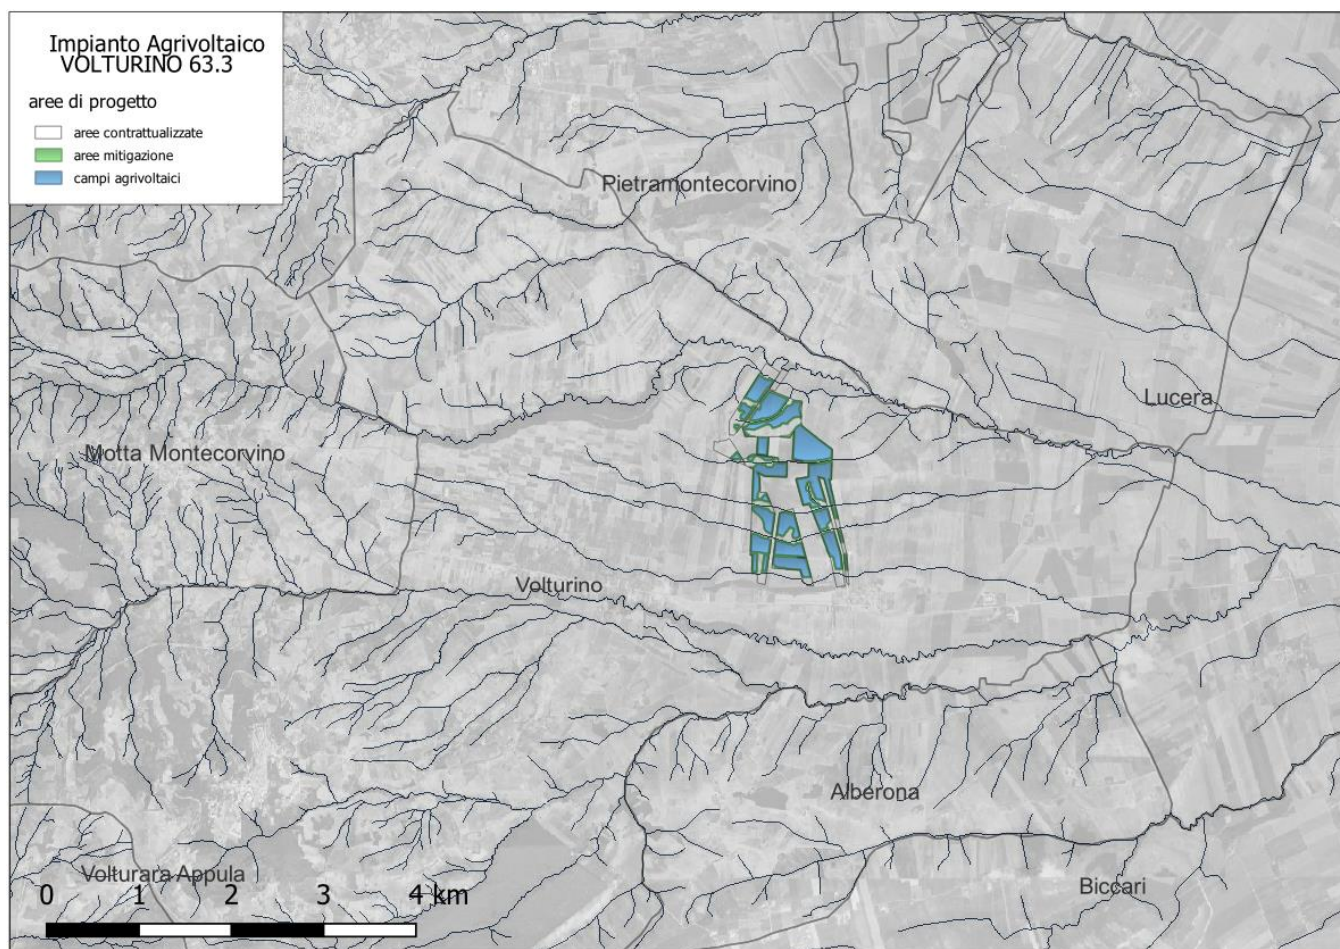 Impianto Agrivoltaico
VOLTURINO 63.3
aree di progetto
aree contrattualizzate
aree mitigazione
campi agrivoltaici
Pietramontecorvino
Lucera
Motta Montecorvino
Volturino
Alberona
Volturara Appula
Biccari
0 1 2 3 4 km